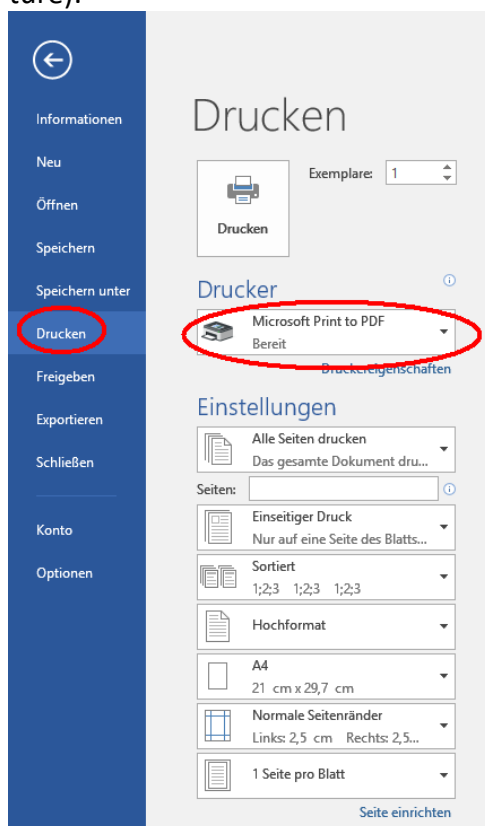 ture).
Informationen
Neu
Öffnen
Speichern
Speichern unter
Drucken
Freigeben
Exportieren
Schließen
Konto
Optionen
Drucken
Exemplare: 1
Drucken
Drucker
Microsoft Print to PDF
Bereit
Druckereigenschaften
Einstellungen
Alle Seiten drucken
Das gesamte Dokument dru...
Seiten:
Einseitiger Druck
Nur auf eine Seite des Blatts...
Sortiert
1;2;3 1;2;3 1;2;3
Hochformat
A4
21 cm x 29,7 cm
Normale Seitenränder
Links: 2,5 cm Rechts: 2,5...
1 Seite pro Blatt
Seite einrichten